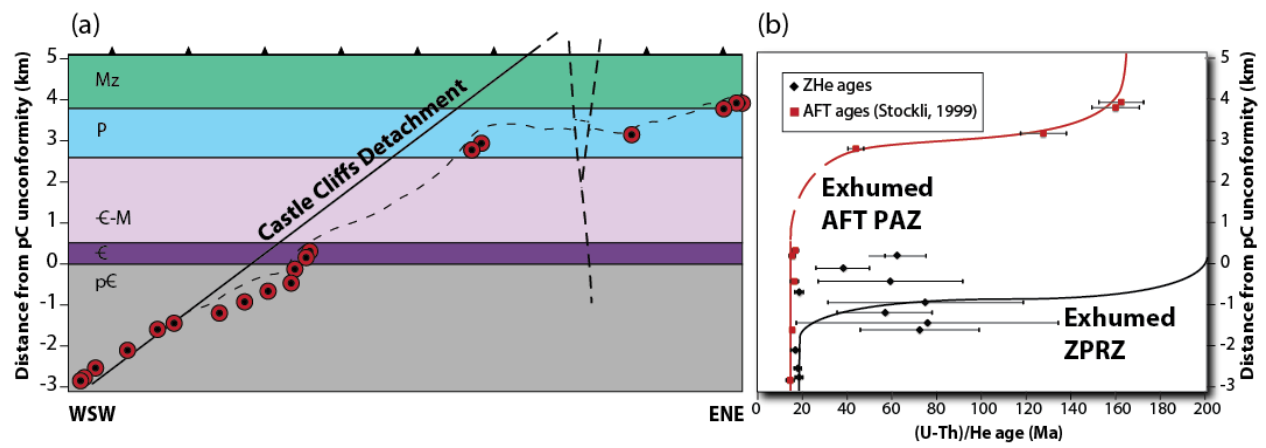 (a)
Distance from pC unconformity (km)
5
4
3
2
1
0
-1
-2
-3
Mz
P
Є-M
Є
pЄ
Castle Cliffs Detachment
WSW
ENE
(b)
ZHe ages
AFT ages (Stockli, 1999)
Exhumed
AFT PAZ
Exhumed
ZPRZ
5
4
3
2
1
0
-1
-2
-3
Distance from pC unconformity (km)
0 20 40 60 80 100 120 140 160 180 200
(U-Th)/He age (Ma)